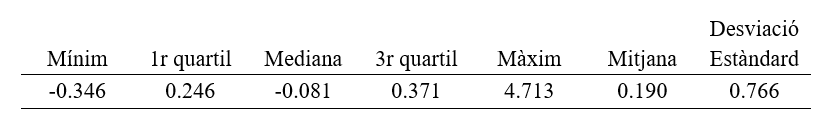 Desviació
Mínim 1r quartil Mediana 3r quartil Màxim Mitjana Estàndard
-0.346 0.246 -0.081 0.371 4.713 0.190 0.766